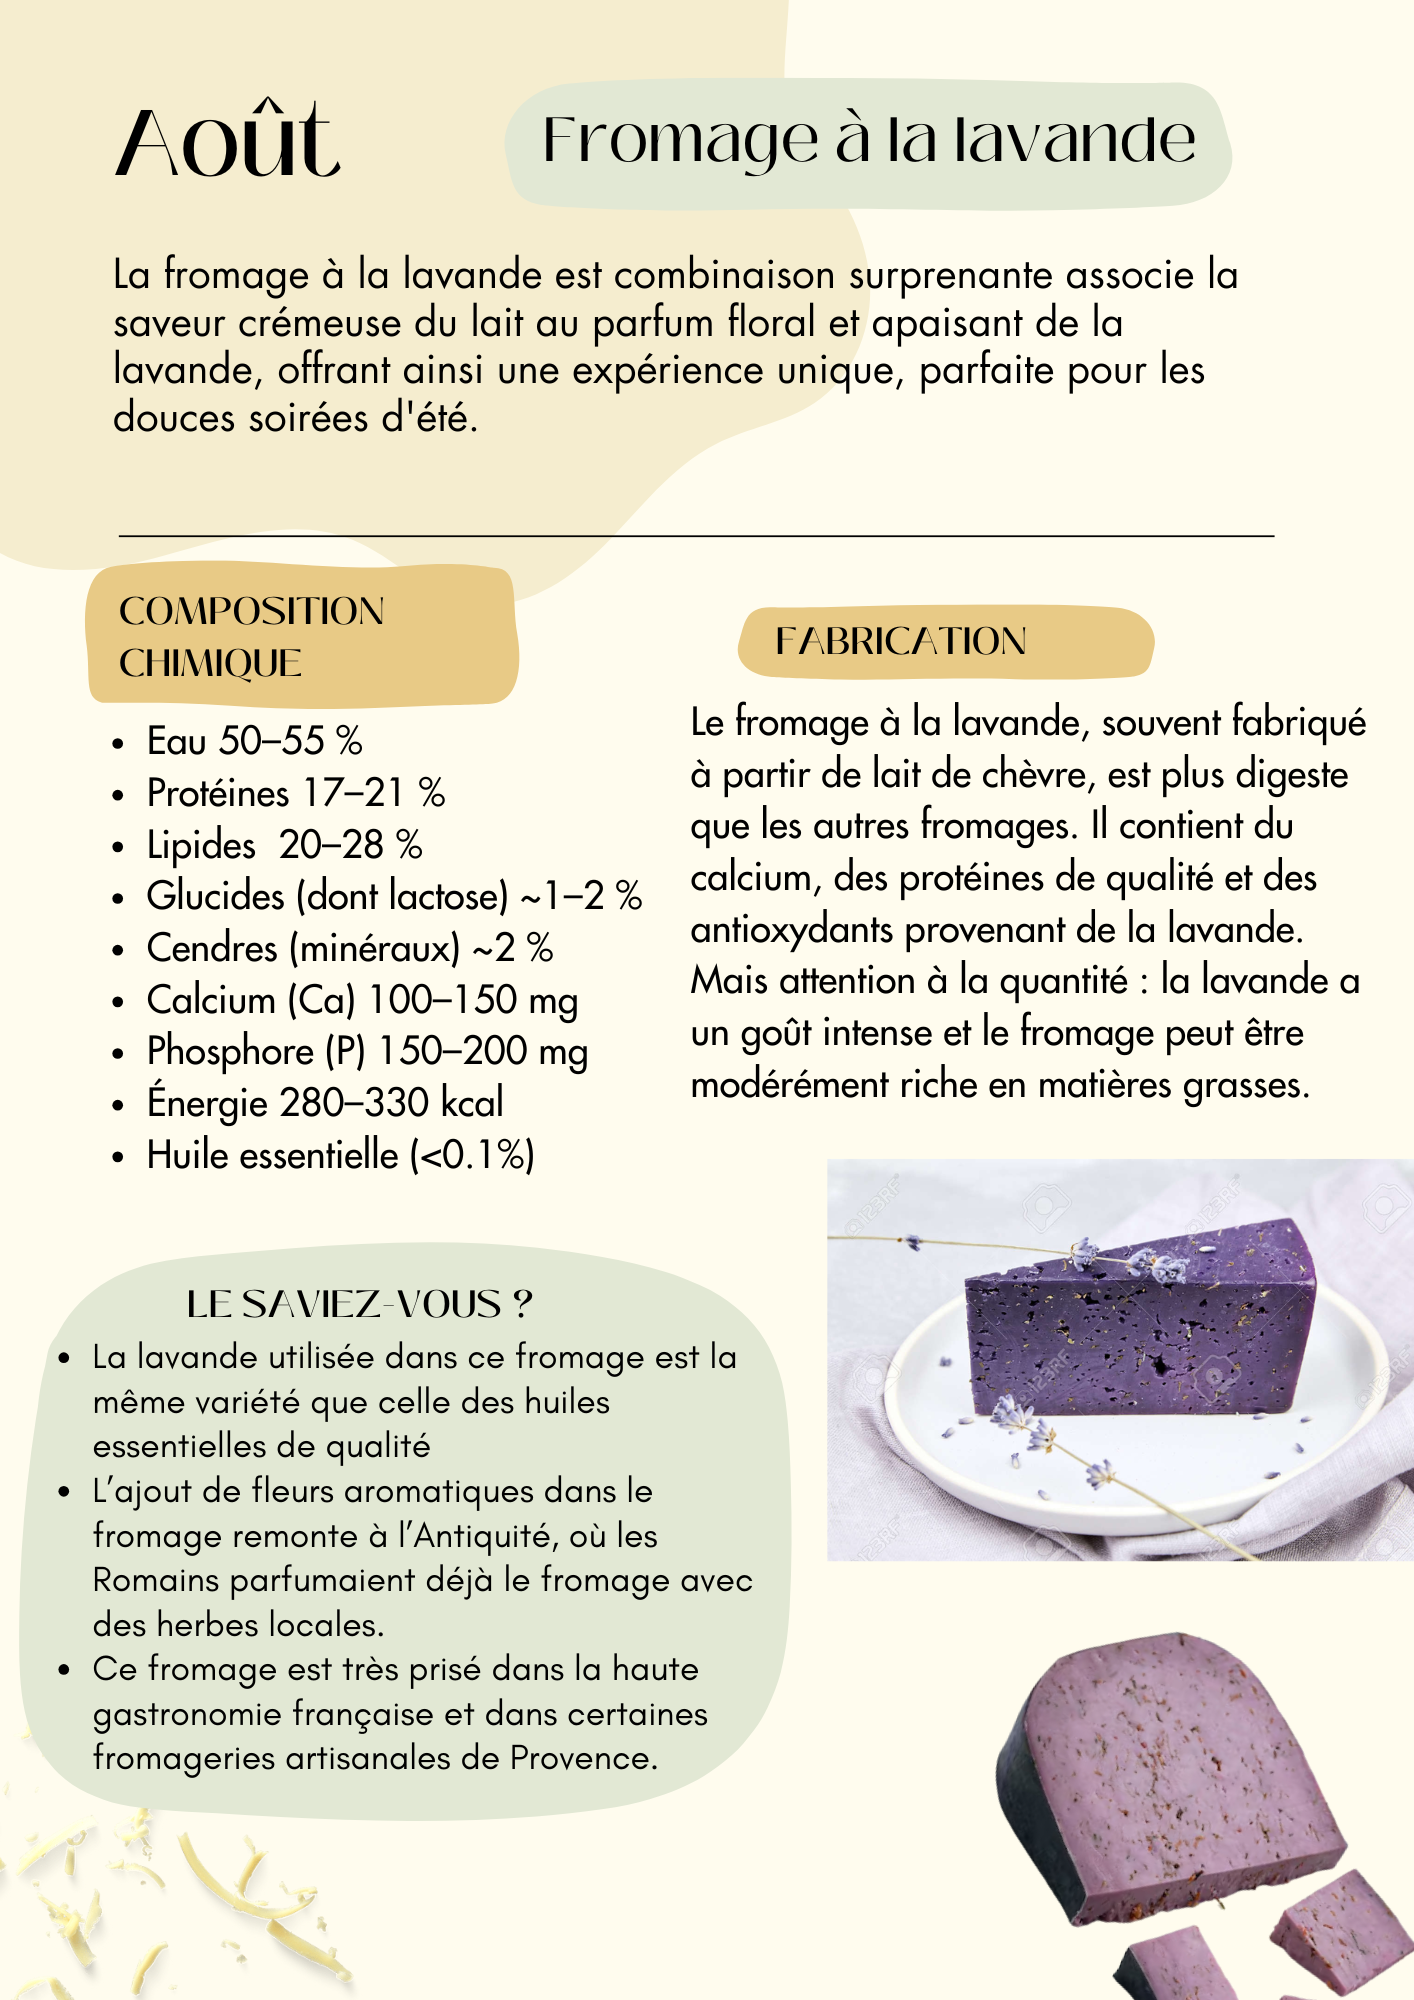 Août
Fromage à la lavande
La fromage à la lavande est combinaison surprenante associe la
saveur crémeuse du lait au parfum floral et apaisant de la
lavande, offrant ainsi une expérience unique, parfaite pour les
douces soirées d'été.
COMPOSITION
CHIMIQUE
• Eau 50–55 %
• Protéines 17–21 %
• Lipides  20–28 %
• Glucides (dont lactose) ~1–2 %
• Cendres (minéraux) ~2 %
• Calcium (Ca) 100–150 mg
• Phosphore (P) 150–200 mg
• Énergie 280–330 kcal
• Huile essentielle (<0.1%)
FABRICATION
Le fromage à la lavande, souvent fabriqué
à partir de lait de chèvre, est plus digeste
que les autres fromages. Il contient du
calcium, des protéines de qualité et des
antioxydants provenant de la lavande.
Mais attention à la quantité : la lavande a
un goût intense et le fromage peut être
modérément riche en matières grasses.
LE SAVIEZ-VOUS ?
• La lavande utilisée dans ce fromage est la
même variété que celle des huiles
essentielles de qualité
• L’ajout de fleurs aromatiques dans le
fromage remonte à l’Antiquité, où les
Romains parfumaient déjà le fromage avec
des herbes locales.
• Ce fromage est très prisé dans la haute
gastronomie française et dans certaines
fromageries artisanales de Provence.
123RF
123RF
123RF
123RF
123RF
123RF